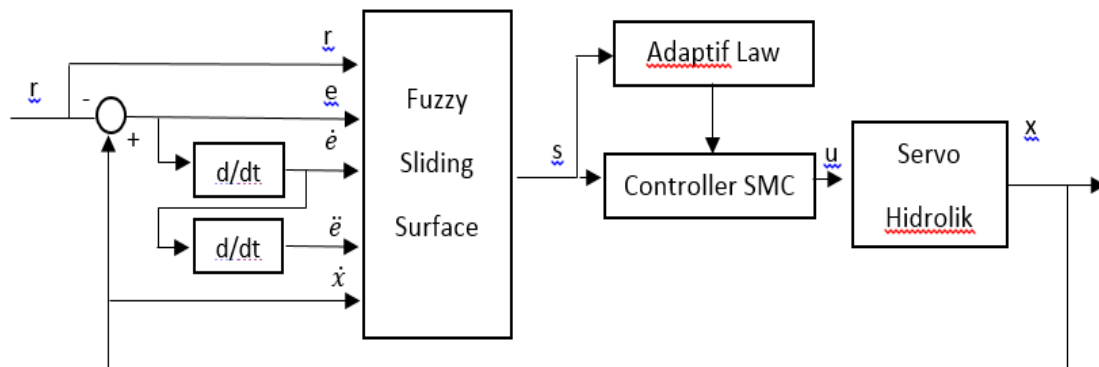 r
r
-
+
e
ė
d/dt
ë
d/dt
ẋ
Fuzzy
Sliding
Surface
s
Adaptif Law
Controller SMC
u
Servo
Hidrolik
x